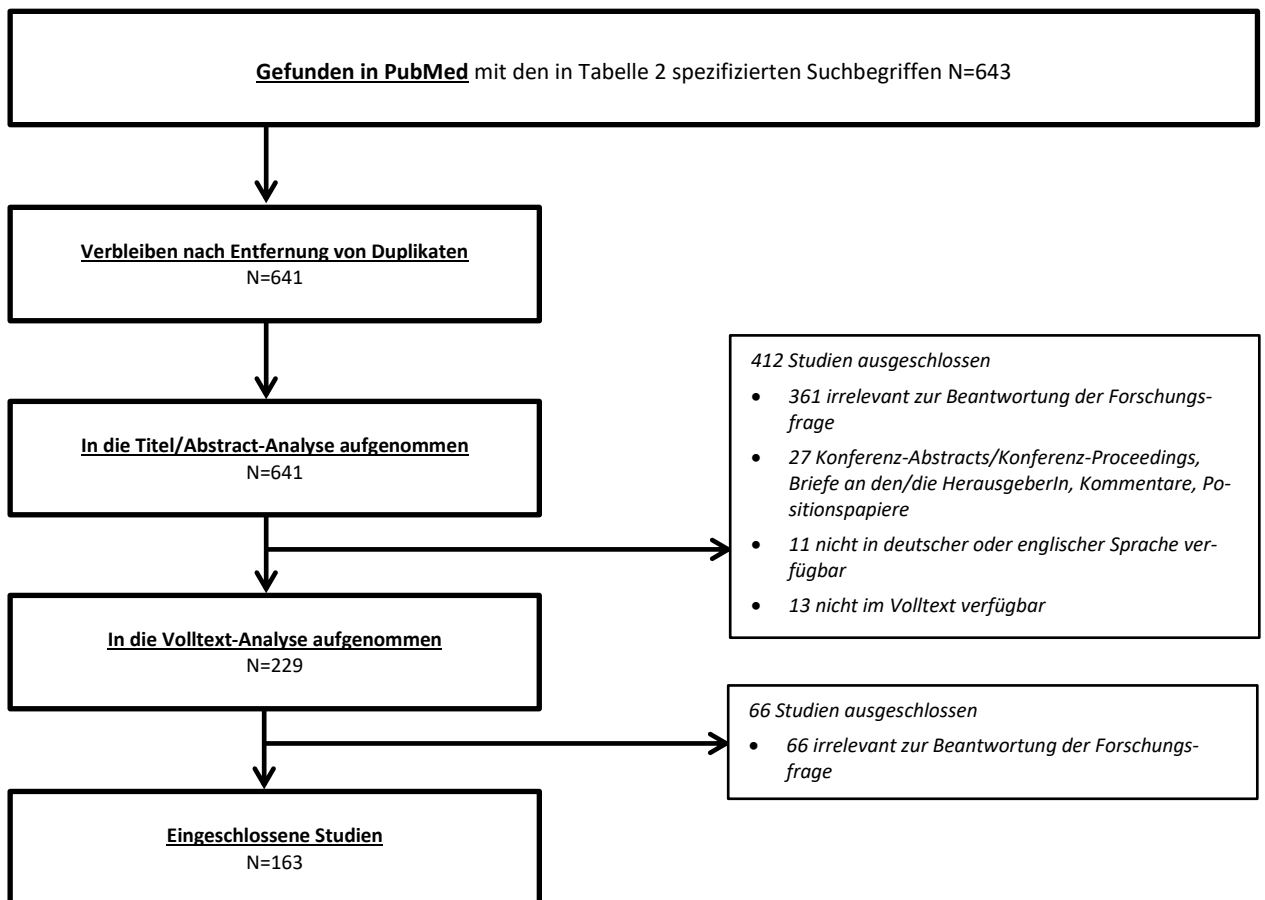 Gefunden in PubMed mit den in Tabelle 2 spezifizierten Suchbegriffen N=643
Verbleiben nach Entfernung von Duplikaten
N=641
In die Titel/Abstract-Analyse aufgenommen
N=641
412 Studien ausgeschlossen
• 361 irrelevant zur Beantwortung der Forschungs-
frage
• 27 Konferenz-Abstracts/Konferenz-Proceedings,
Briefe an den/die HerausgeberIn, Kommentare, Po-
sitionspapiere
• 11 nicht in deutscher oder englischer Sprache ver-
fügbar
• 13 nicht im Volltext verfügbar
In die Volltext-Analyse aufgenommen
N=229
66 Studien ausgeschlossen
• 66 irrelevant zur Beantwortung der Forschungs-
frage
Eingeschlossene Studien
N=163